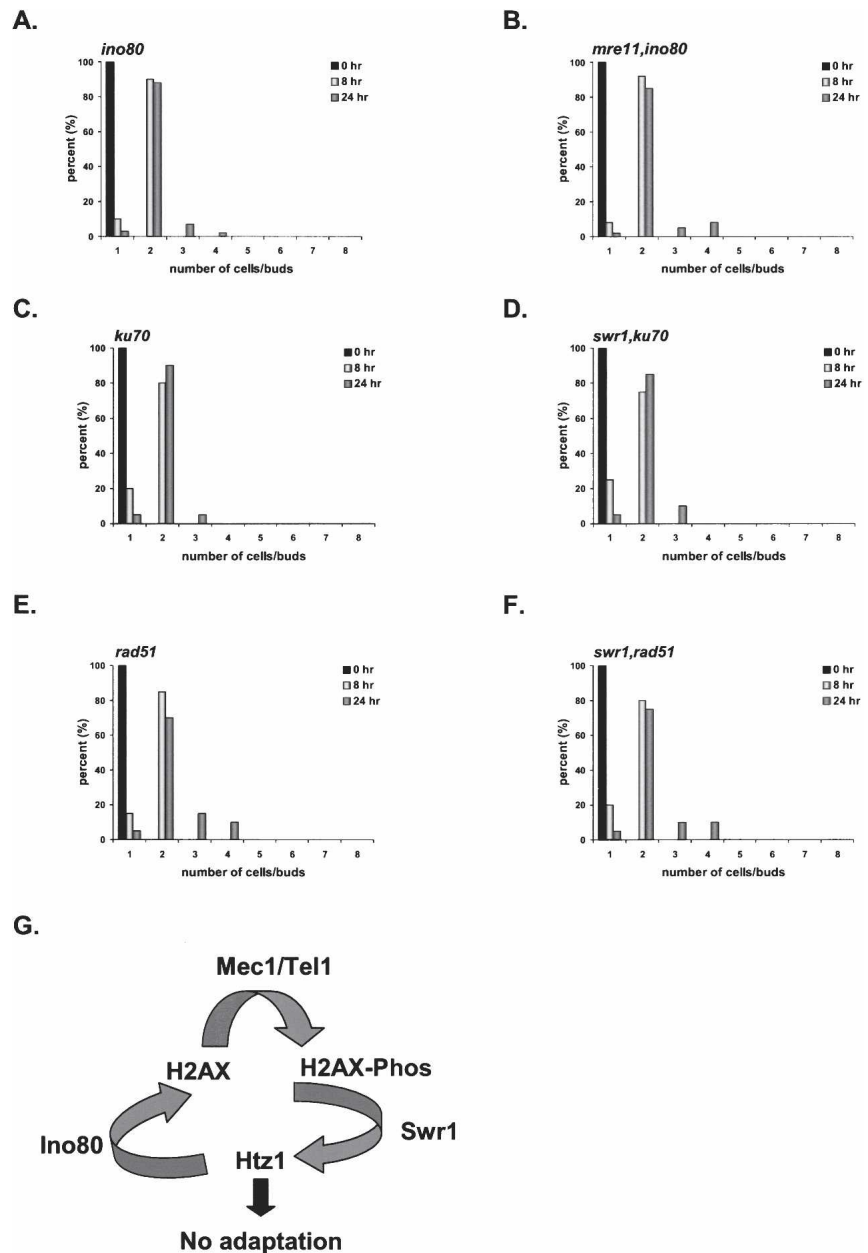 A.
ino80
100
80
60
40
20
0
percent (%)
0 hr
8 hr
24 hr
1 2 3 4 5 6 7 8
number of cells/buds
B.
mre11,ino80
100
80
60
40
20
0
percent (%)
0 hr
8 hr
24 hr
1 2 3 4 5 6 7 8
number of cells/buds
C.
ku70
100
80
60
40
20
0
percent (%)
0 hr
8 hr
24 hr
1 2 3 4 5 6 7 8
number of cells/buds
D.
swr1,ku70
100
80
60
40
20
0
percent (%)
0 hr
8 hr
24 hr
1 2 3 4 5 6 7 8
number of cells/buds
E.
rad51
100
80
60
40
20
0
percent (%)
0 hr
8 hr
24 hr
1 2 3 4 5 6 7 8
number of cells/buds
F.
swr1,rad51
100
80
60
40
20
0
percent (%)
0 hr
8 hr
24 hr
1 2 3 4 5 6 7 8
number of cells/buds
G.
Mec1/Tel1
H2AX
H2AX-Phos
Ino80
Swr1
Htz1
No adaptation